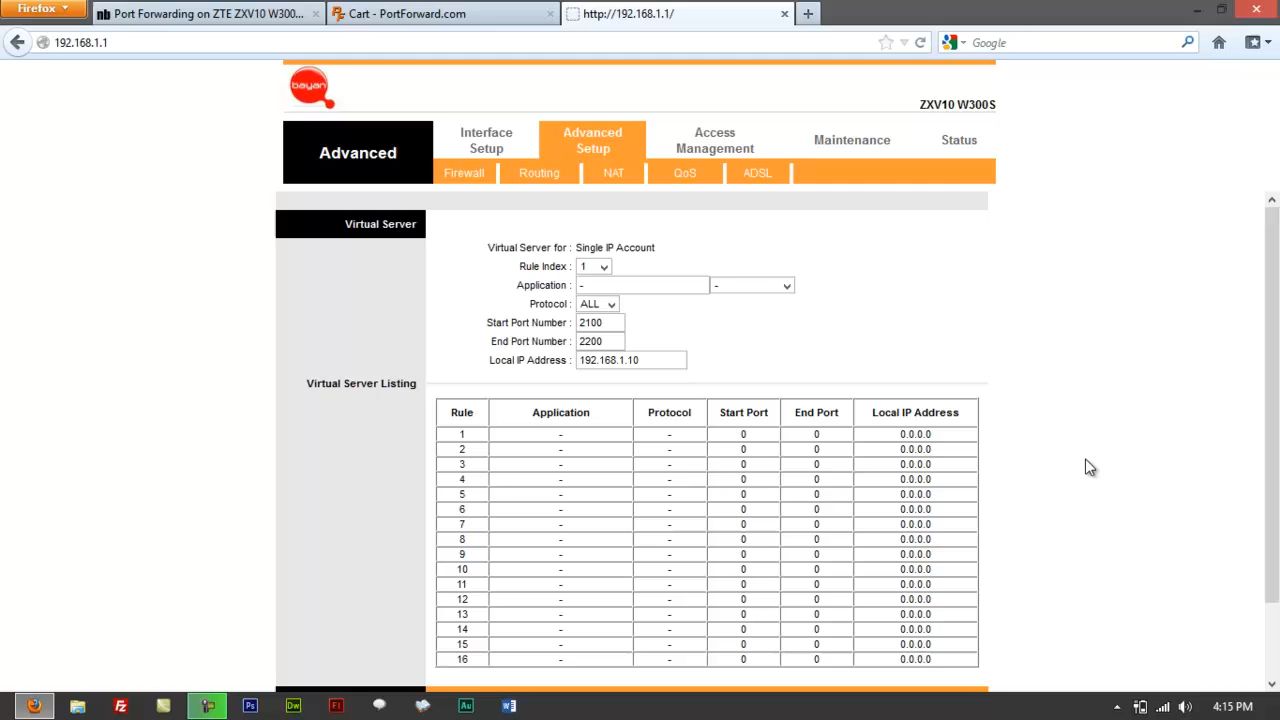 Firefox
Port Forwarding on ZTE ZXV10 W300...
Cart - PortForward.com
http://192.168.1.1/
192.168.1.1
Google
bayan
ZXV10 W300S
Advanced
Interface Setup
Advanced Setup
Access Management
Maintenance
Status
Firewall
Routing
NAT
QoS
ADSL
Virtual Server
Virtual Server for : Single IP Account
Rule Index : 1
Application : - -
Protocol : ALL
Start Port Number : 2100
End Port Number : 2200
Local IP Address : 192.168.1.10
Virtual Server Listing
Rule Application Protocol Start Port End Port Local IP Address
1 - - 0 0 0.0.0.0
2 - - 0 0 0.0.0.0
3 - - 0 0 0.0.0.0
4 - - 0 0 0.0.0.0
5 - - 0 0 0.0.0.0
6 - - 0 0 0.0.0.0
7 - - 0 0 0.0.0.0
8 - - 0 0 0.0.0.0
9 - - 0 0 0.0.0.0
10 - - 0 0 0.0.0.0
11 - - 0 0 0.0.0.0
12 - - 0 0 0.0.0.0
13 - - 0 0 0.0.0.0
14 - - 0 0 0.0.0.0
15 - - 0 0 0.0.0.0
16 - - 0 0 0.0.0.0
Fz
Ps
Dw
Fl
Au
W
4:15 PM